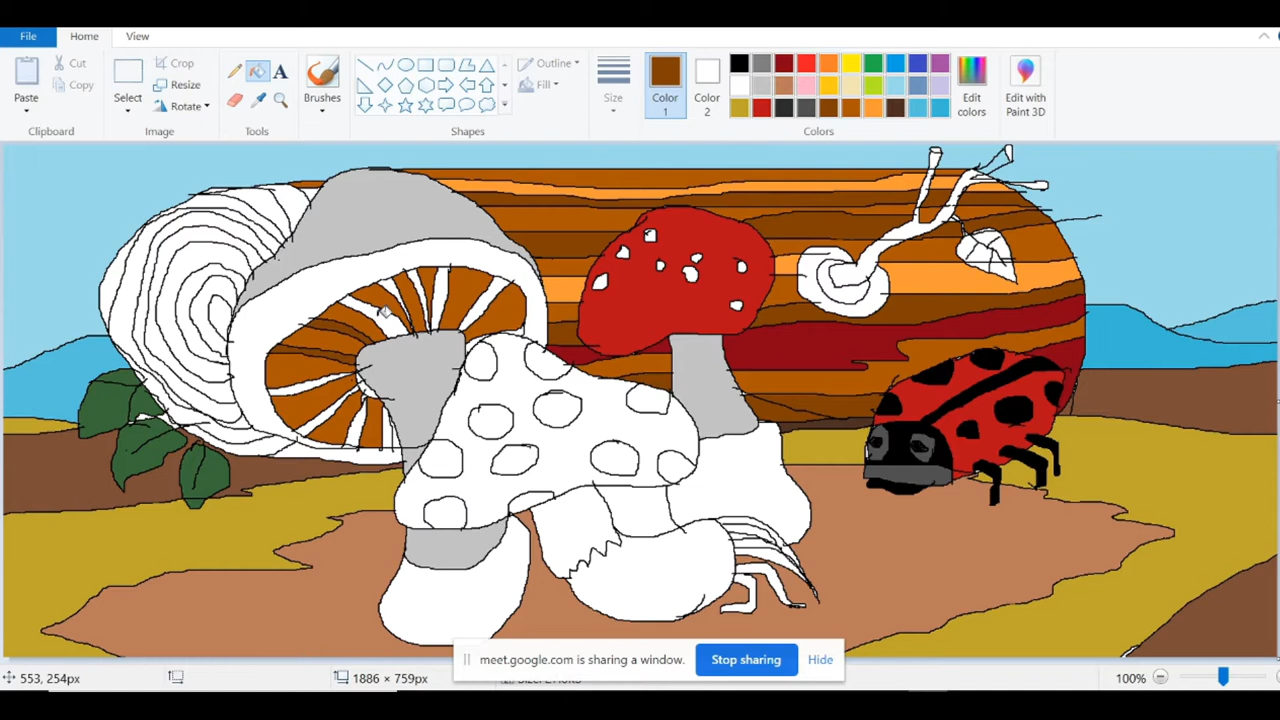 File Home View
Paste
Cut
Copy
Clipboard
Select
Crop
Resize
Rotate
Image
A
Tools
Brushes
Outline
Fill
Shapes
Size
Color
1
Color
2
Colors
Edit
colors
Edit with
Paint 3D
meet.google.com is sharing a window. Stop sharing Hide
553, 254px 1886 × 759px 100%